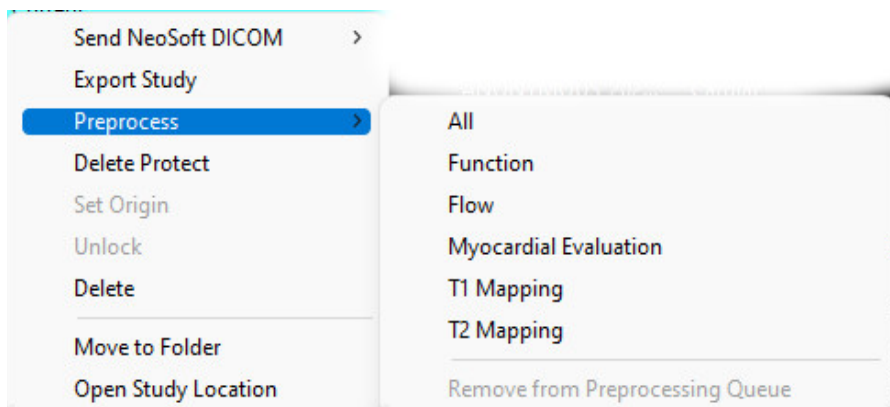 Send NeoSoft DICOM
Export Study
Preprocess
Delete Protect
Set Origin
Unlock
Delete
Move to Folder
Open Study Location
All
Function
Flow
Myocardial Evaluation
T1 Mapping
T2 Mapping
Remove from Preprocessing Queue